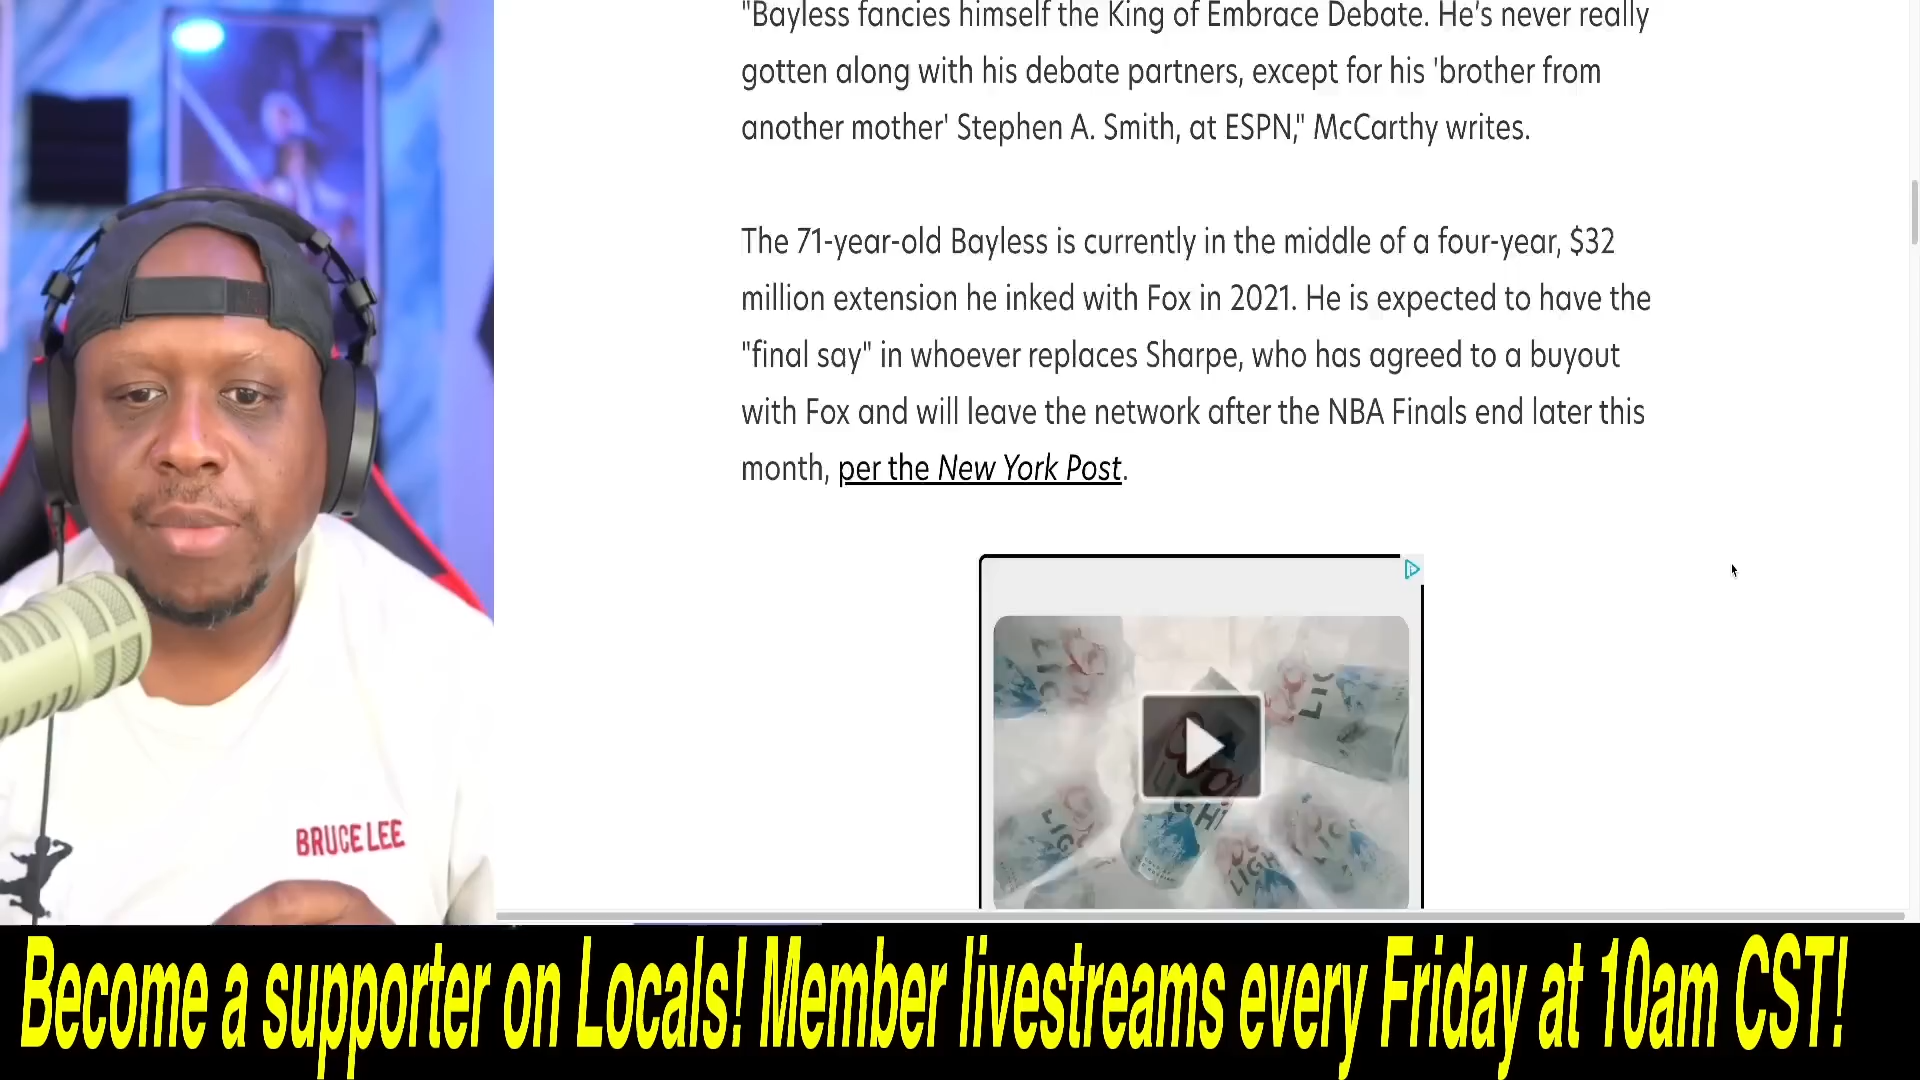 "Bayless fancies himself the King of Embrace Debate. He's never really
gotten along with his debate partners, except for his 'brother from
another mother' Stephen A. Smith, at ESPN," McCarthy writes.
The 71-year-old Bayless is currently in the middle of a four-year, $32
million extension he inked with Fox in 2021. He is expected to have the
"final say" in whoever replaces Sharpe, who has agreed to a buyout
with Fox and will leave the network after the NBA Finals end later this
month, per the New York Post.
BRUCE LEE
LIGHT
Become a supporter on Locals! Member livestreams every Friday at 10am CST!